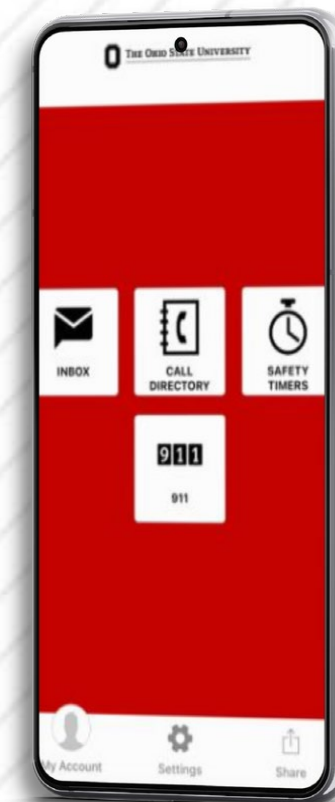 THE OHIO STATE UNIVERSITY
INBOX
CALL
DIRECTORY
SAFETY
TIMERS
911
911
My Account
Settings
Share